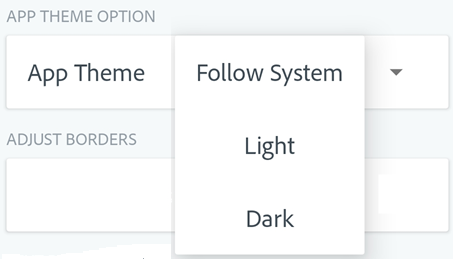 APP THEME OPTION
App Theme Follow System
ADJUST BORDERS
Light
Dark